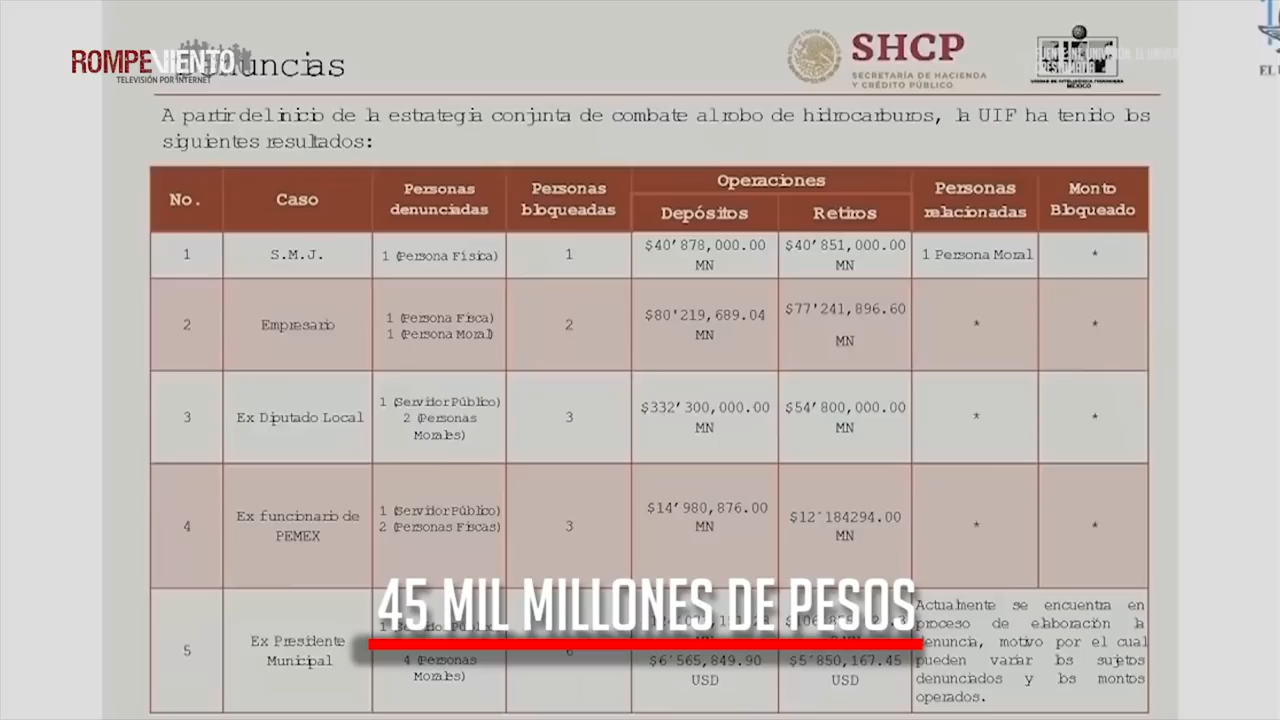 ROMPEVIENTO
TELEVISIÓN POR INTERNET
SHCP
SECRETARÍA DE HACIENDA
Y CRÉDITO PÚBLICO
UIF
UNIDAD DE INTELIGENCIA FINANCIERA
MÉXICO
A partir del inicio de la estrategia conjunta de combate al robo de hidrocarburos, la UIF ha tenido los
siguientes resultados:
No. Caso Personas denunciadas Personas bloqueadas Operaciones Depósitos Retiros Personas relacionadas Monto Bloqueado
1 S.M.J. 1 (Persona Física) 1 $40’878,000.00 MN $40’851,000.00 MN 1 Persona Moral *
2 Empresario 1 (Persona Física) 1 (Persona Moral) 2 $80'219,689.04 MN $77'241,896.60 MN * *
3 Ex Diputado Local 1 (Servidor Público) 2 (Personas Morales) 3 $332’300,000.00 MN $54’800,000.00 MN * *
4 Ex funcionario de PEMEX 1 (Servidor Público) 2 (Personas Físicas) 3 $14’980,876.00 MN $12´184294.00 MN * *
5 Ex Presidente Municipal 4 (Personas Morales) 6 $6’565,849.90 USD $5’850,167.45 USD Actualmente se encuentra en proceso de elaboración la denuncia, motivo por el cual pueden variar los sujetos denunciados y los montos operados.
45 MIL MILLONES DE PESOS